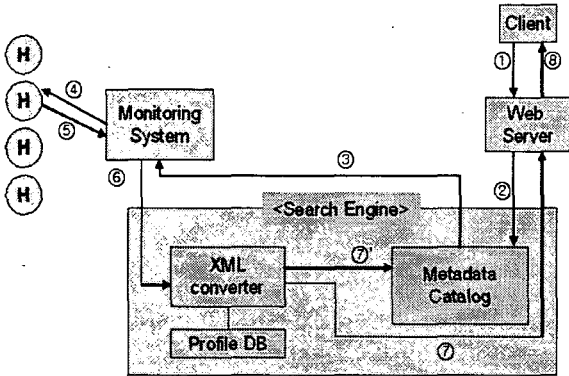 Client
① ⑧
H
④
H
⑤
Monitoring
System
Web
Server
H
③
⑥
②
H
<Search Engine>
XML
converter
⑦'
Metadata
Catalog
Profile DB
⑦